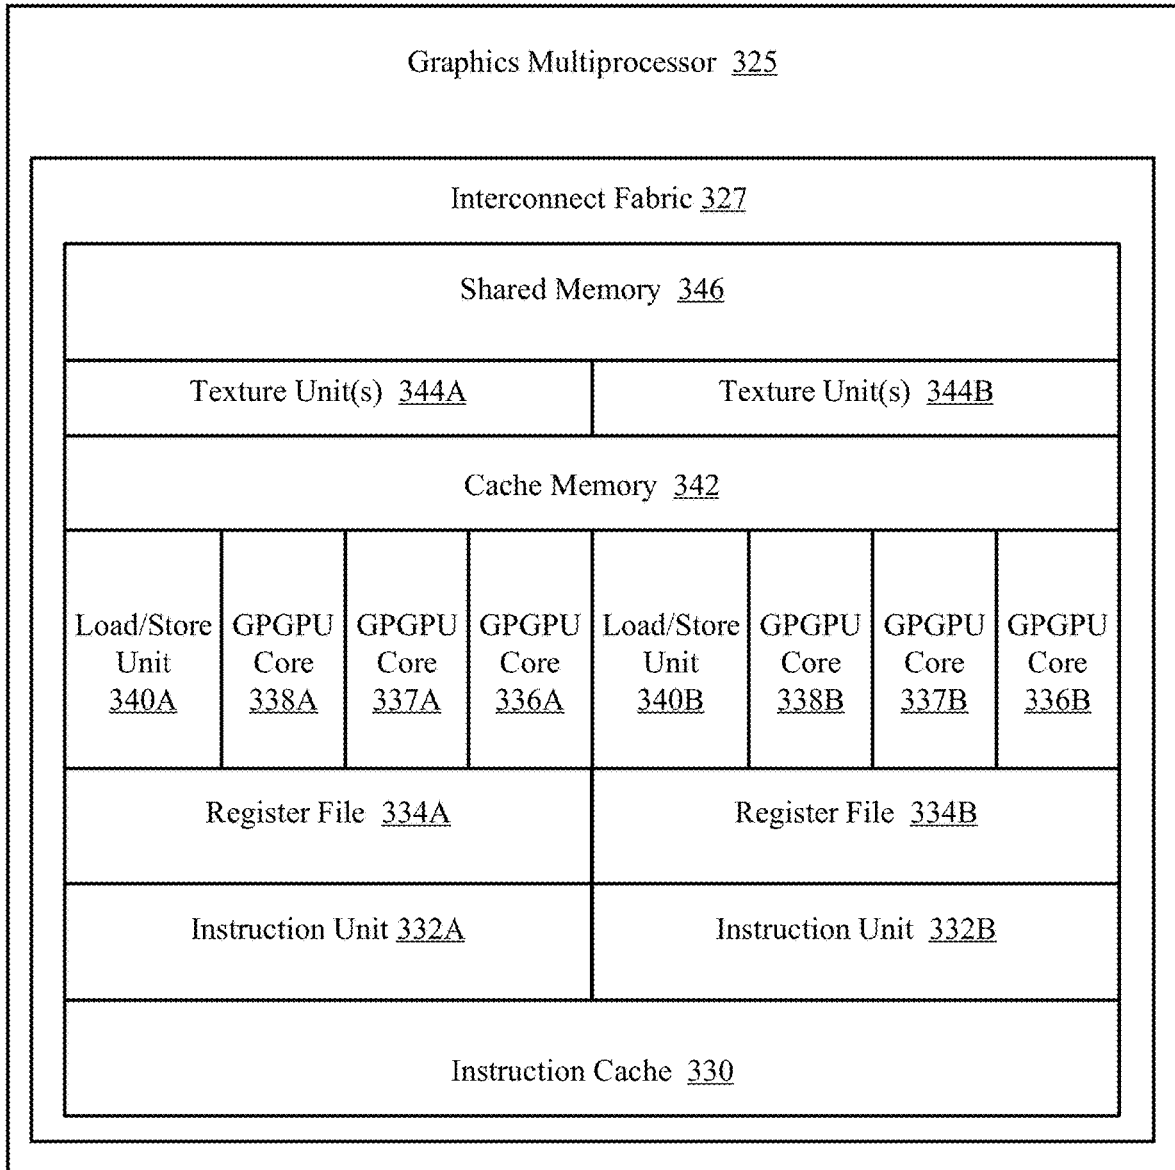 Graphics Multiprocessor 325
Interconnect Fabric 327
Shared Memory 346
Texture Unit(s) 344A
Texture Unit(s) 344B
Cache Memory 342
Load/Store
Unit
340A
GPGPU
Core
338A
GPGPU
Core
337A
GPGPU
Core
336A
Load/Store
Unit
340B
GPGPU
Core
338B
GPGPU
Core
337B
GPGPU
Core
336B
Register File 334A
Register File 334B
Instruction Unit 332A
Instruction Unit 332B
Instruction Cache 330